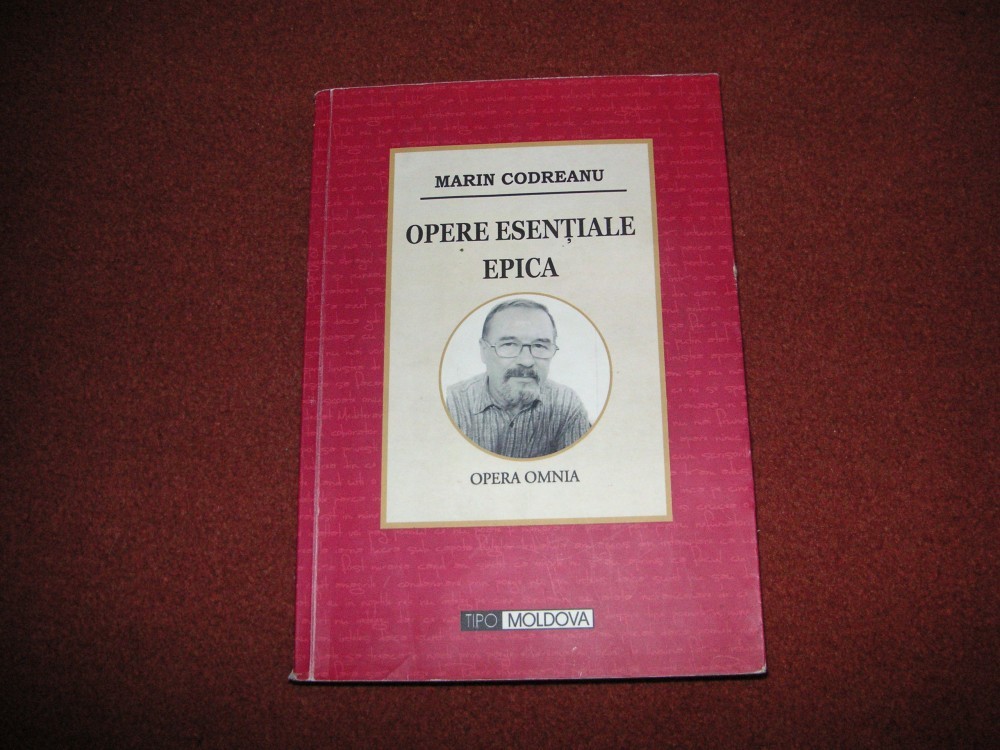 MARIN CODREANU
OPERE ESENȚIALE
EPICA
OPERA OMNIA
TIPO MOLDOVA